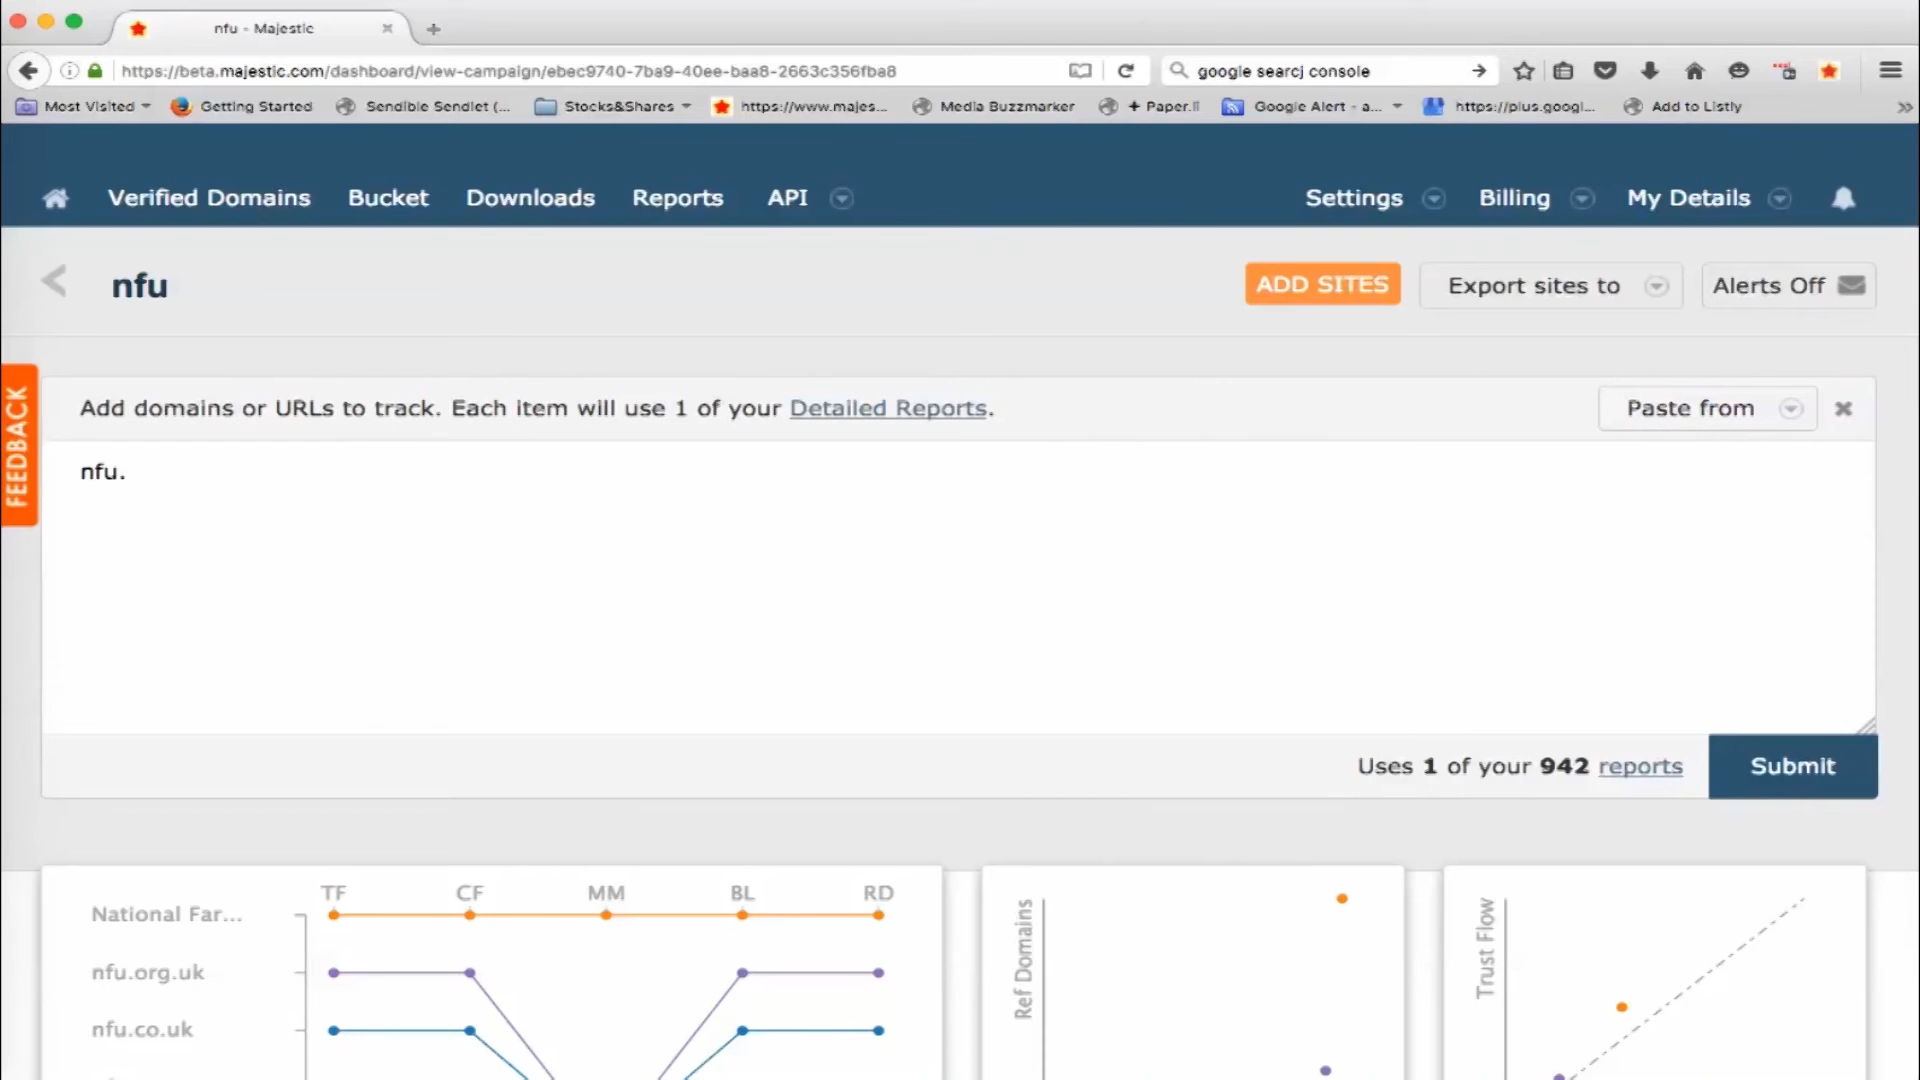 nfu - Majestic
https://beta.majestic.com/dashboard/view-campaign/ebec9740-7ba9-40ee-baa8-2663c356fba8
google searcj console
Most Visited
Getting Started
Sendible Sendlet (...
Stocks&Shares
https://www.majes...
Media Buzzmarker
+ Paper.li
Google Alert - a...
https://plus.googl...
Add to Listly
Verified Domains
Bucket
Downloads
Reports
API
Settings
Billing
My Details
nfu
ADD SITES
Export sites to
Alerts Off
FEEDBACK
Add domains or URLs to track. Each item will use 1 of your Detailed Reports.
Paste from
nfu.
Uses 1 of your 942 reports
Submit
TF CF MM BL RD
National Far...
nfu.org.uk
nfu.co.uk
Ref Domains
Trust Flow